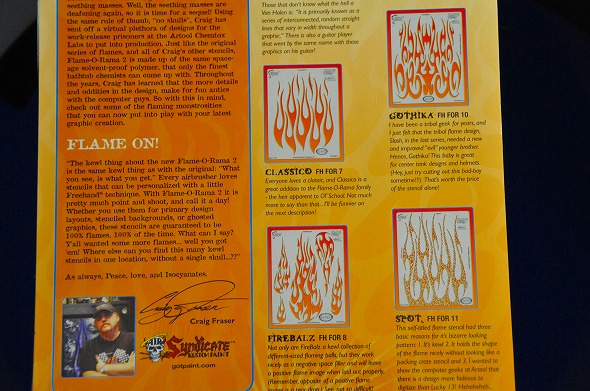 seething masses. Well, the seething masses are
deafening again, so it is time for a sequel! Using
the same rule of thumb, "no skulls", Craig has
sent off a virtual plethora of designs for the
work-release prisoners at the Artool Chemtox
Labs to put into production. Just like the original
series of flames, and all of Craig's other stencils,
Flame-O-Rama 2 is made up of the same space-
age solvent-proof polymer, that only the finest
bathtub chemists can come up with. Throughout
the years, Craig has learned that the more details
and oddities in the design, make for fun antics
with the computer guys. So with this in mind,
check out some of the flaming monstrosities
that you can now put into play with your latest
graphic creation.
FLAME ON!
"The kewl thing about the new Flame-O-Rama 2
is the same kewl thing as with the original: "What
you see, is what you get." Every airbrusher loves
stencils that can be personalized with a little
Freehand® technique. With Flame-O-Rama 2 it is
pretty much point and shoot, and call it a day!
Whether you use them for primary design
layouts, stenciled backgrounds, or ghosted
graphics, these stencils are guaranteed to be
100% flames, 100% of the time. What can I say?
Y'all wanted some more flames... well you got
'em! Where else can you find this many kewl
stencils in one location, without a single skull...??"
As always, Peace, love, and Isocyanates.
Craig Fraser
AIR
Syndicate
KUSTOM PAINT
gotpaint.com
Those that don't know what the hell a
Van Halen is: "It is primarily known as a
series of interconnected, random straight
lines that vary in width throughout a
graphic." There is also a guitar player
that went by the same name with these
graphics on his guitar!
CLASSICO FH FOR 7
Everyone loves a classic, and Classico is a
great addition to the Flame-O-Rama family
- the heir apparent to Ol' School! Not much
more to say than that... I'll be funnier on
the next description!
FIREBALZ FH FOR 8
Not only are FireBalz a kewl collection of
different-sized flaming balls, but they work
nicely as a negative space filler and will leave
a positive flame image when laid out properly.
(Remember, opposite of a positive flame
GOTHIKA FH FOR 10
I have been a tribal geek for years, and
I just felt that the tribal flame design,
Slash, in the last series, needed a new
and improved "evil" younger brother.
Hence, Gothika! This baby is great
for center tank designs and helmets.
(Hey, just try cutting this bad-boy
sometime!!!) That's worth the price
of the stencil alone!
SPOT FH FOR 11
This self-titled flame stencil had three
basic reasons for it's bizarre looking
pattern: 1. It's kewl 2. It holds the shape
of the flame nicely without looking like a
packing crate stencil and 3. I wanted to
show the computer geeks at Artool that
there is a design more heinous to
digitize than Lucky 13! Heheheheh...